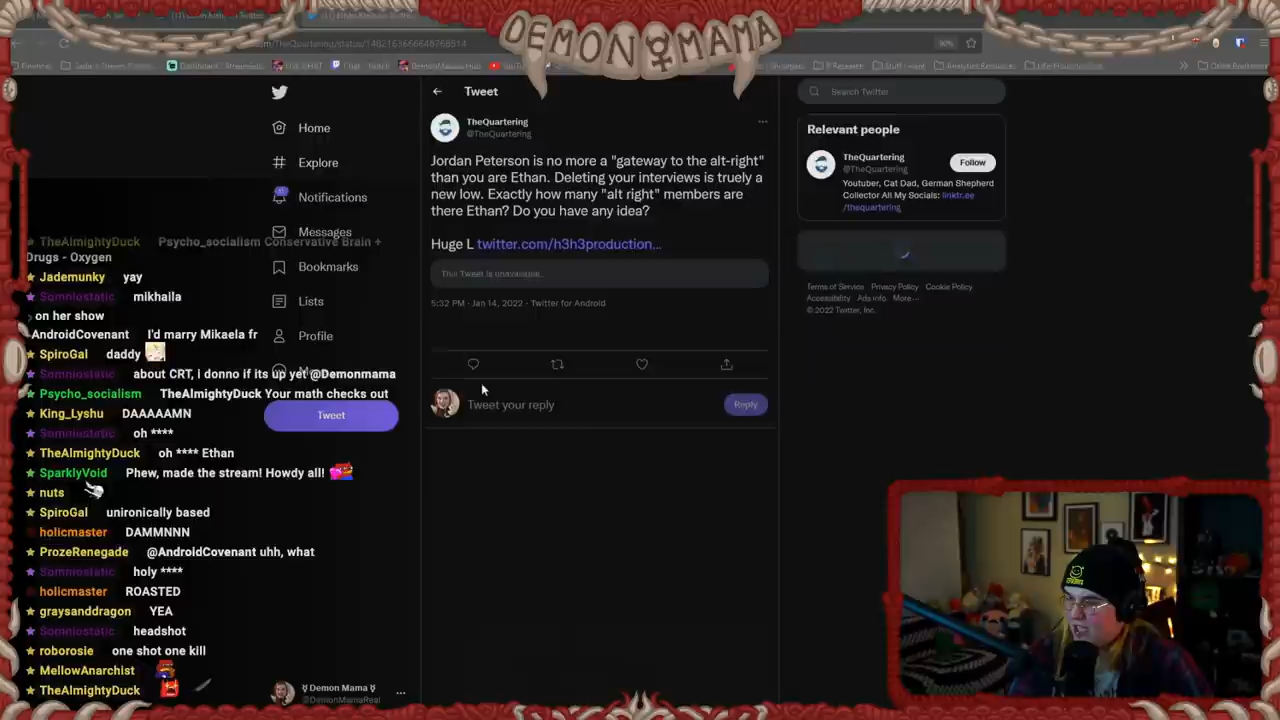 DEMON MAMA
TheQuartering/status/1482163666648768514
90%
Search Twitter
Tweet
Home
Explore
Notifications
Messages
Bookmarks
Lists
Profile
Tweet
TheQuartering
@TheQuartering
Jordan Peterson is no more a "gateway to the alt-right"
than you are Ethan. Deleting your interviews is truely a
new low. Exactly how many "alt right" members are
there Ethan? Do you have any idea?
Huge L twitter.com/h3h3production...
This Tweet is unavailable.
5:32 PM · Jan 14, 2022 · Twitter for Android
Tweet your reply
Reply
Relevant people
TheQuartering
@TheQuartering
Follow
Youtuber, Cat Dad, German Shepherd
Collector All My Socials: linktr.ee
/thequartering
Terms of Service Privacy Policy Cookie Policy
Accessibility Ads info More...
© 2022 Twitter, Inc.
TheAlmightyDuck Psycho_socialism Conservative Brain +
Drugs - Oxygen
Jademunky yay
Somniostatic mikhaila
on her show
AndroidCovenant I'd marry Mikaela fr
SpiroGal daddy
Somniostatic about CRT, i donno if its up yet @Demonmama
Psycho_socialism TheAlmightyDuck Your math checks out
King_Lyshu DAAAAAMN
Somniostatic oh ****
TheAlmightyDuck oh **** Ethan
SparklyVoid Phew, made the stream! Howdy all!
nuts
SpiroGal unironically based
holicmaster DAMMNNN
ProzeRenegade @AndroidCovenant uhh, what
Somniostatic holy ****
holicmaster ROASTED
graysanddragon YEA
Somniostatic headshot
roborosie one shot one kill
MellowAnarchist
TheAlmightyDuck
Demon Mama
@DemonMamaReal